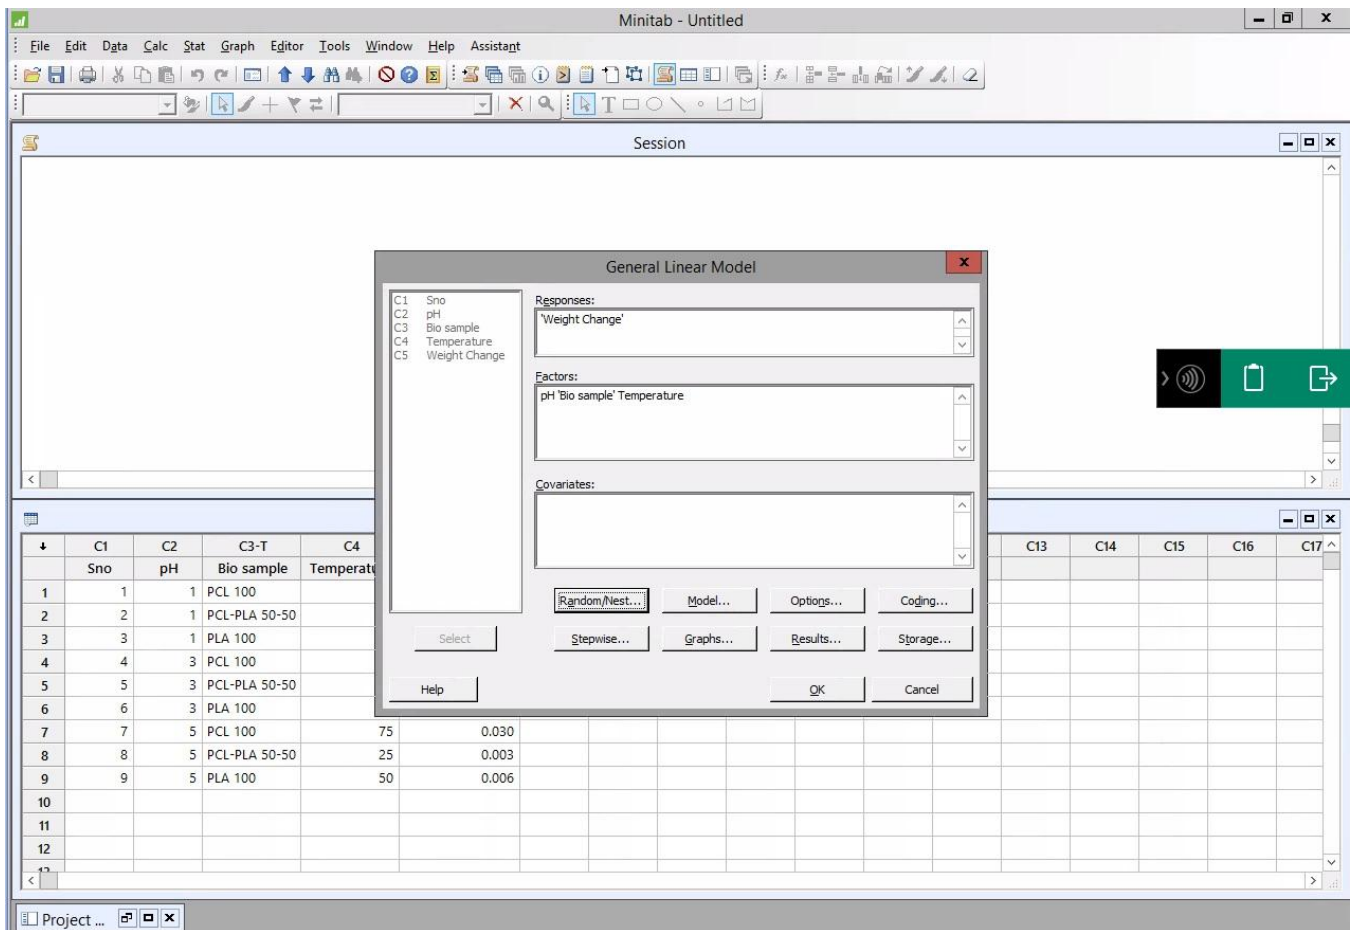 Minitab - Untitled
File Edit Data Calc Stat Graph Editor Tools Window Help Assistant
Session
General Linear Model
C1 Sno
C2 pH
C3 Bio sample
C4 Temperature
C5 Weight Change
Responses:
'Weight Change'
Factors:
pH 'Bio sample' Temperature
Covariates:
Random/Nest... Model... Options... Coding...
Select Stepwise... Graphs... Results... Storage...
Help OK Cancel
C1 C2 C3-T C4 C13 C14 C15 C16 C17
Sno pH Bio sample
1 1 1 PCL 100
2 2 1 PCL-PLA 50-50
3 3 1 PLA 100
4 4 3 PCL 100
5 5 3 PCL-PLA 50-50
6 6 3 PLA 100
7 7 5 PCL 100 75 0.030
8 8 5 PCL-PLA 50-50 25 0.003
9 9 5 PLA 100 50 0.006
10
11
12
Project ...